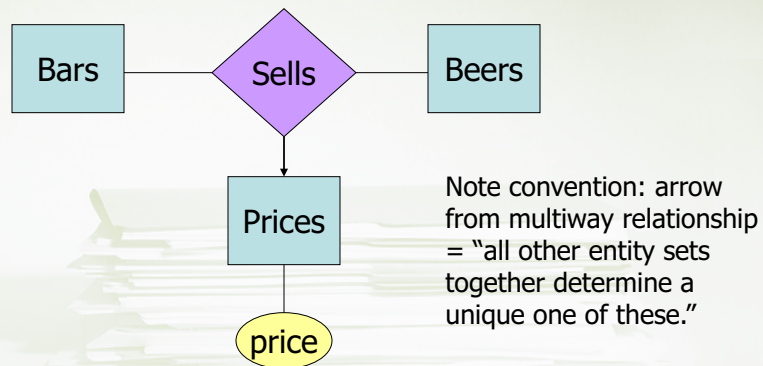 Bars
Sells
Beers
Prices
price
Note convention: arrow
from multiway relationship
= “all other entity sets
together determine a
unique one of these.”